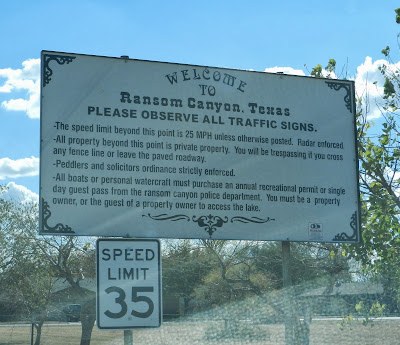 WELCOME
TO
Ransom Canyon, Texas
PLEASE OBSERVE ALL TRAFFIC SIGNS.
-The speed limit beyond this point is 25 MPH unless otherwise posted. Radar enforced
-All property beyond this point is private property. You will be trespassing if you cross
any fence line or leave the paved roadway.
-Peddlers and solicitors ordinance strictly enforced.
-All boats or personal watercraft must purchase an annual recreational permit or single
day guest pass from the ransom canyon police department. You must be a property
owner, or the guest of a property owner to access the lake.
SPEED
LIMIT
35